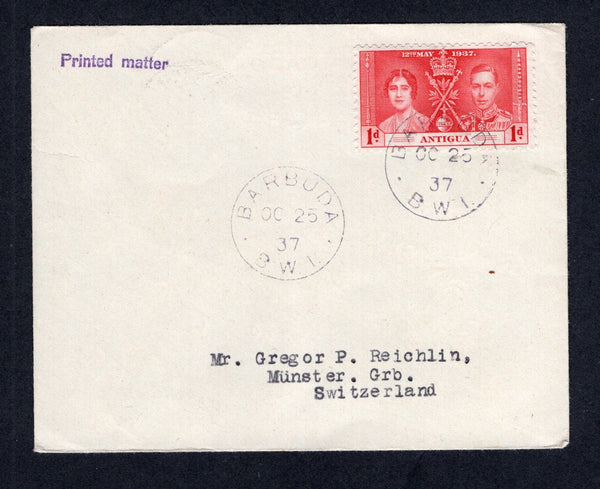 Printed matter
12TH MAY 1937.
1d. ANTIGUA 1d.
BARBUDA
OC 25
37
B.W.I.
BARBUDA
OC 25
37
B.W.I.
Mr. Gregor P. Reichlin,
Münster. Grb.
Switzerland